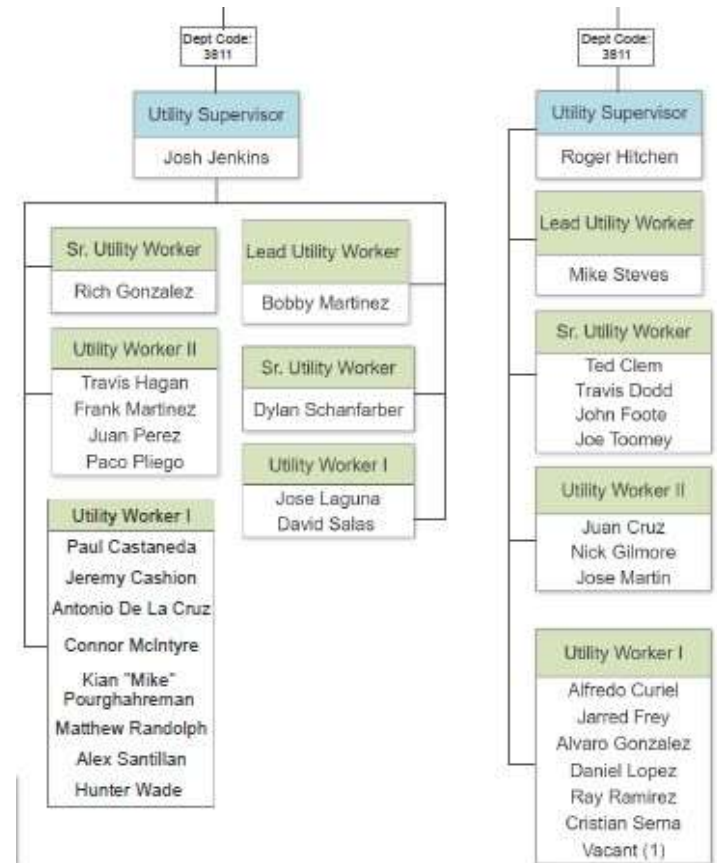 Dept Code:
3811
Utility Supervisor
Josh Jenkins
Sr. Utility Worker
Rich Gonzalez
Utility Worker II
Travis Hagan
Frank Martinez
Juan Perez
Paco Pliego
Utility Worker I
Paul Castaneda
Jeremy Cashion
Antonio De La Cruz
Connor McIntyre
Kian "Mike"
Pourghahreman
Matthew Randolph
Alex Santillan
Hunter Wade
Lead Utility Worker
Bobby Martinez
Sr. Utility Worker
Dylan Schanfarber
Utility Worker I
Jose Laguna
David Salas
Dept Code:
3811
Utility Supervisor
Roger Hitchen
Lead Utility Worker
Mike Steves
Sr. Utility Worker
Ted Clem
Travis Dodd
John Foote
Joe Toomey
Utility Worker II
Juan Cruz
Nick Gilmore
Jose Martin
Utility Worker I
Alfredo Curiel
Jarred Frey
Alvaro Gonzalez
Daniel Lopez
Ray Ramirez
Cristian Serna
Vacant (1)